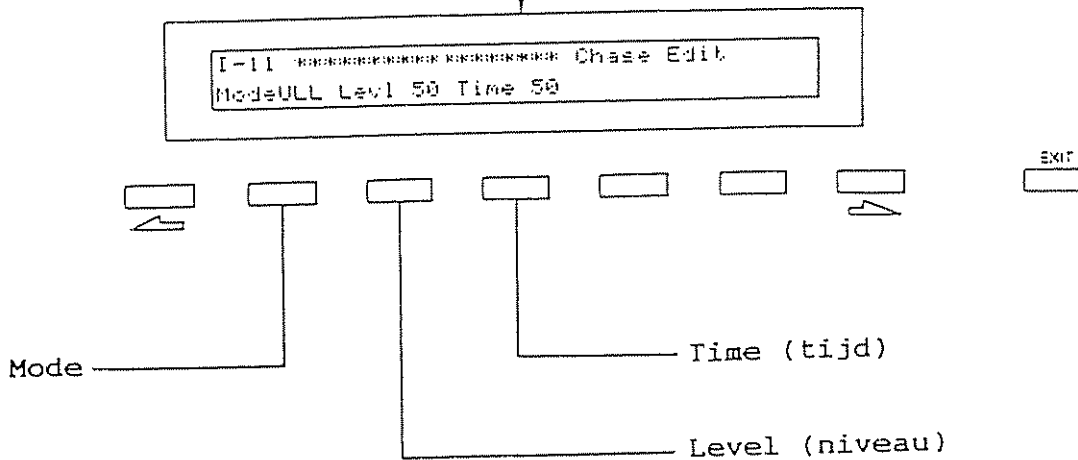 I-11 *********** ******** Chase Edit
ModeULL Levl 50 Time 50
EXIT
Mode
Time (tijd)
Level (niveau)